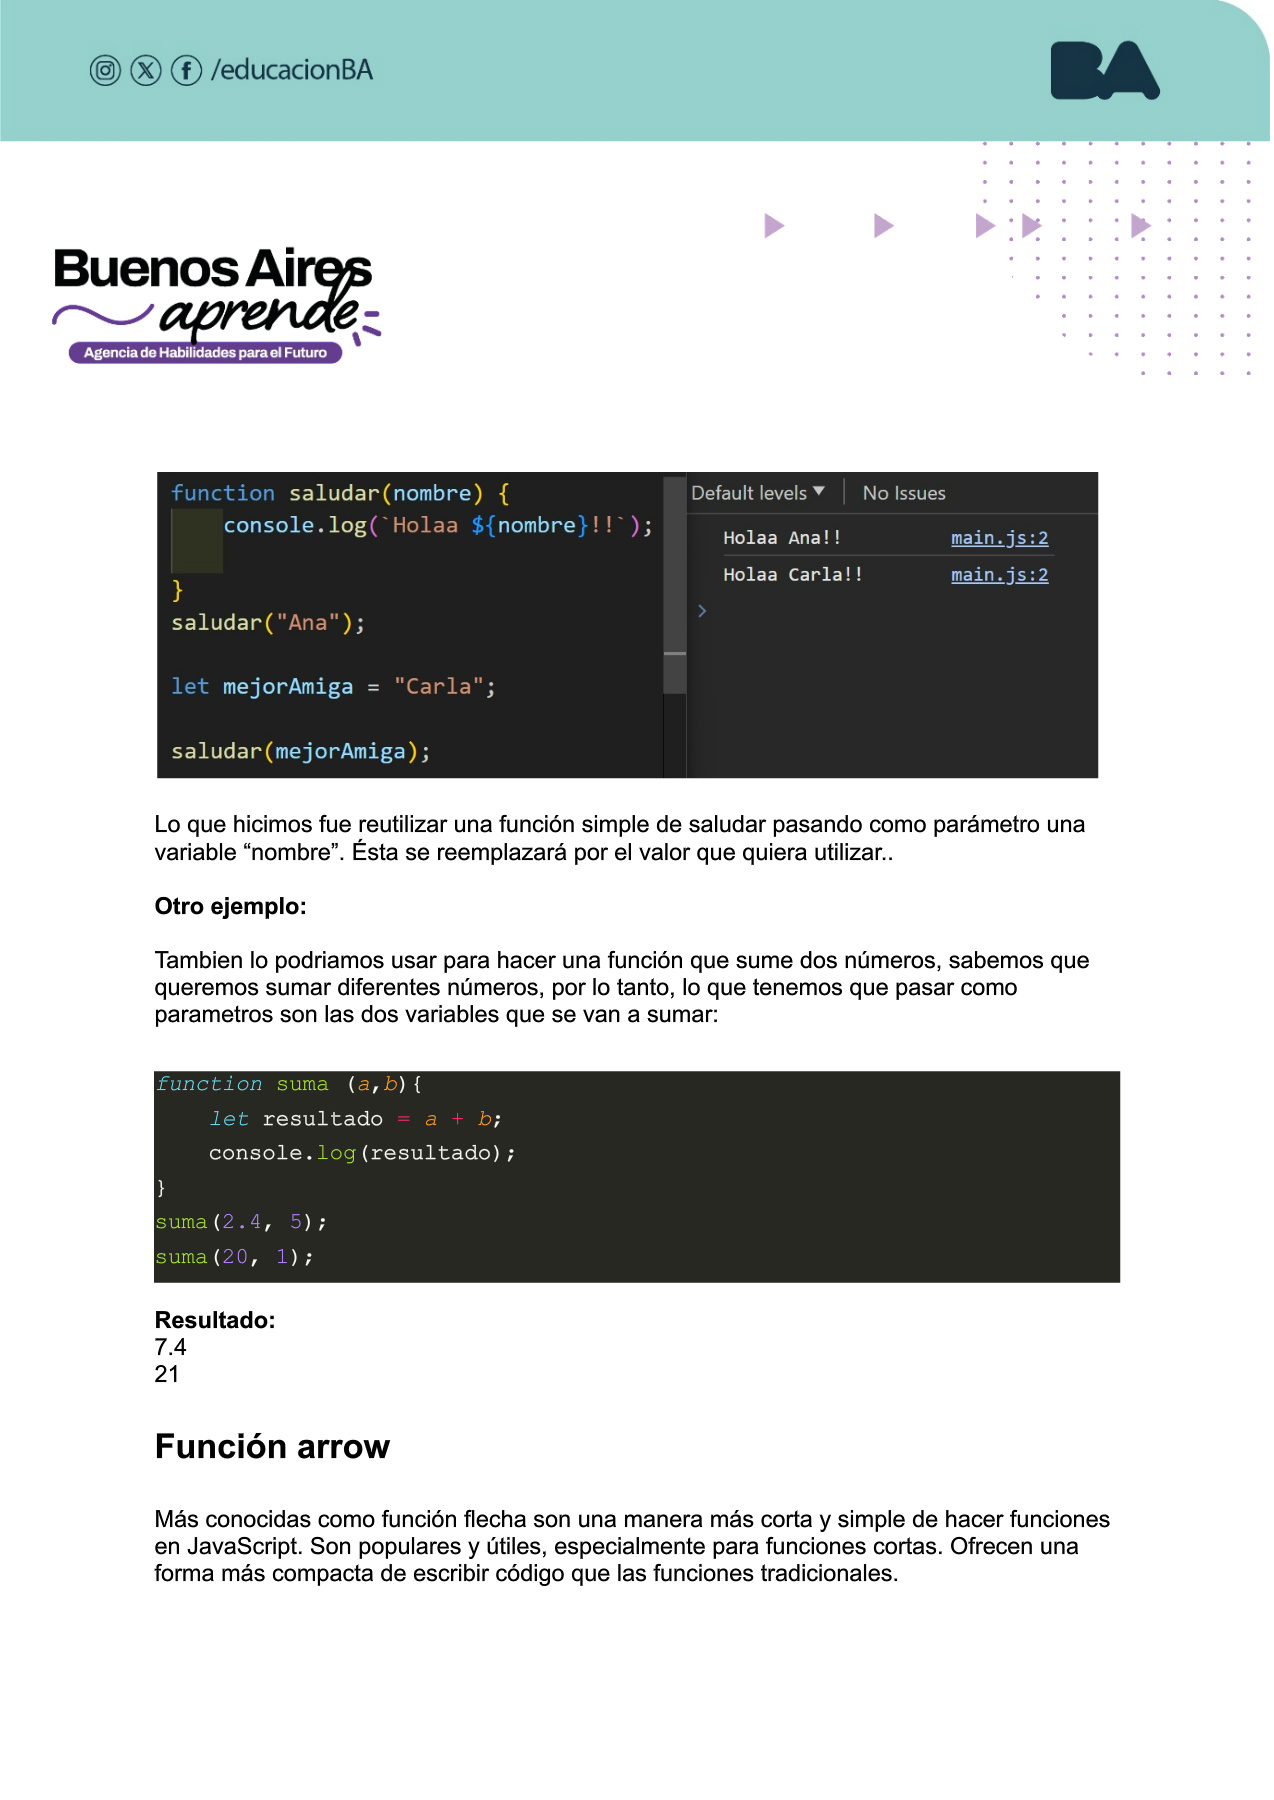 /educacionBA
BA
Buenos Aires
aprende
Agencia de Habilidades para el Futuro
function saludar(nombre) {
console.log(`Holaa ${nombre}!!`);
}
saludar("Ana");
let mejorAmiga = "Carla";
saludar(mejorAmiga);
Default levels ▼ | No Issues
Holaa Ana!! main.js:2
Holaa Carla!! main.js:2
>
Lo que hicimos fue reutilizar una función simple de saludar pasando como parámetro una
variable “nombre”. Ésta se reemplazará por el valor que quiera utilizar..
Otro ejemplo:
Tambien lo podriamos usar para hacer una función que sume dos números, sabemos que
queremos sumar diferentes números, por lo tanto, lo que tenemos que pasar como
parametros son las dos variables que se van a sumar:
function suma (a,b){
let resultado = a + b;
console.log(resultado);
}
suma(2.4, 5);
suma(20, 1);
Resultado:
7.4
21
Función arrow
Más conocidas como función flecha son una manera más corta y simple de hacer funciones
en JavaScript. Son populares y útiles, especialmente para funciones cortas. Ofrecen una
forma más compacta de escribir código que las funciones tradicionales.